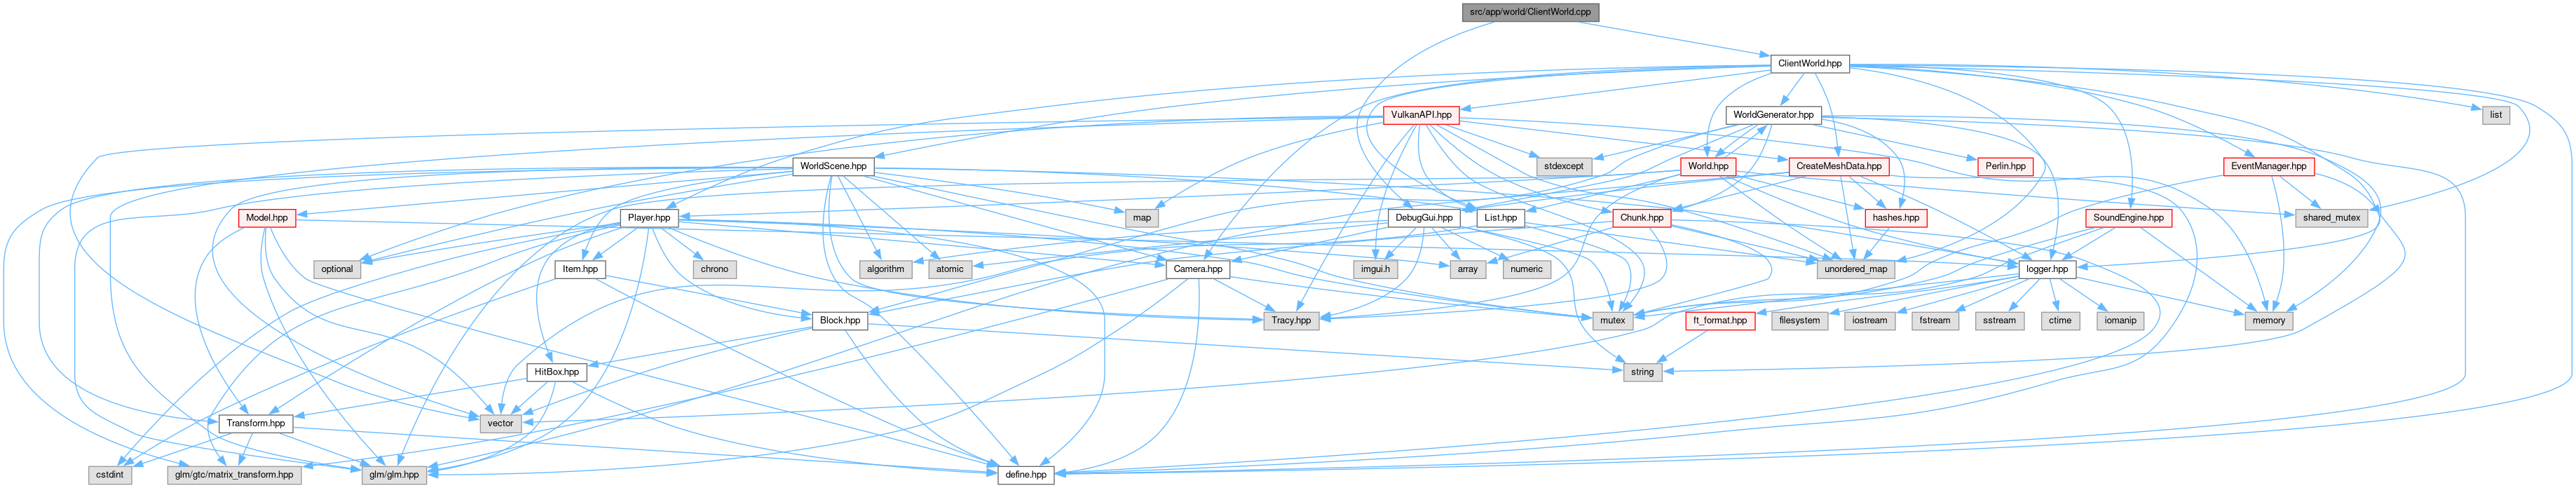 src/app/world/ClientWorld.cpp
ClientWorld.hpp
VulkanAPI.hpp
WorldGenerator.hpp
list
WorldScene.hpp
stdexcept
World.hpp
CreateMeshData.hpp
Perlin.hpp
EventManager.hpp
Model.hpp
Player.hpp
map
DebugGui.hpp
List.hpp
Chunk.hpp
hashes.hpp
SoundEngine.hpp
shared_mutex
optional
Item.hpp
chrono
algorithm
atomic
Camera.hpp
imgui.h
array
numeric
unordered_map
logger.hpp
Block.hpp
Tracy.hpp
mutex
ft_format.hpp
filesystem
iostream
fstream
sstream
ctime
iomanip
memory
HitBox.hpp
string
Transform.hpp
vector
cstdint
glm/gtc/matrix_transform.hpp
glm/glm.hpp
define.hpp